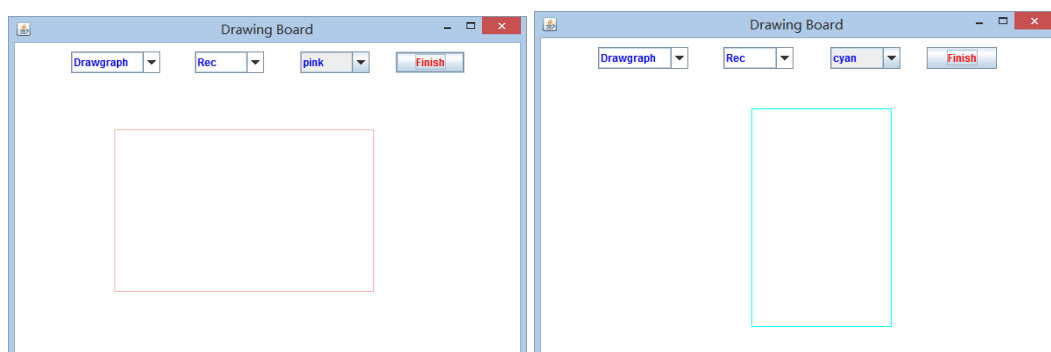 Drawing Board
Drawgraph Rec pink Finish
Drawing Board
Drawgraph Rec cyan Finish